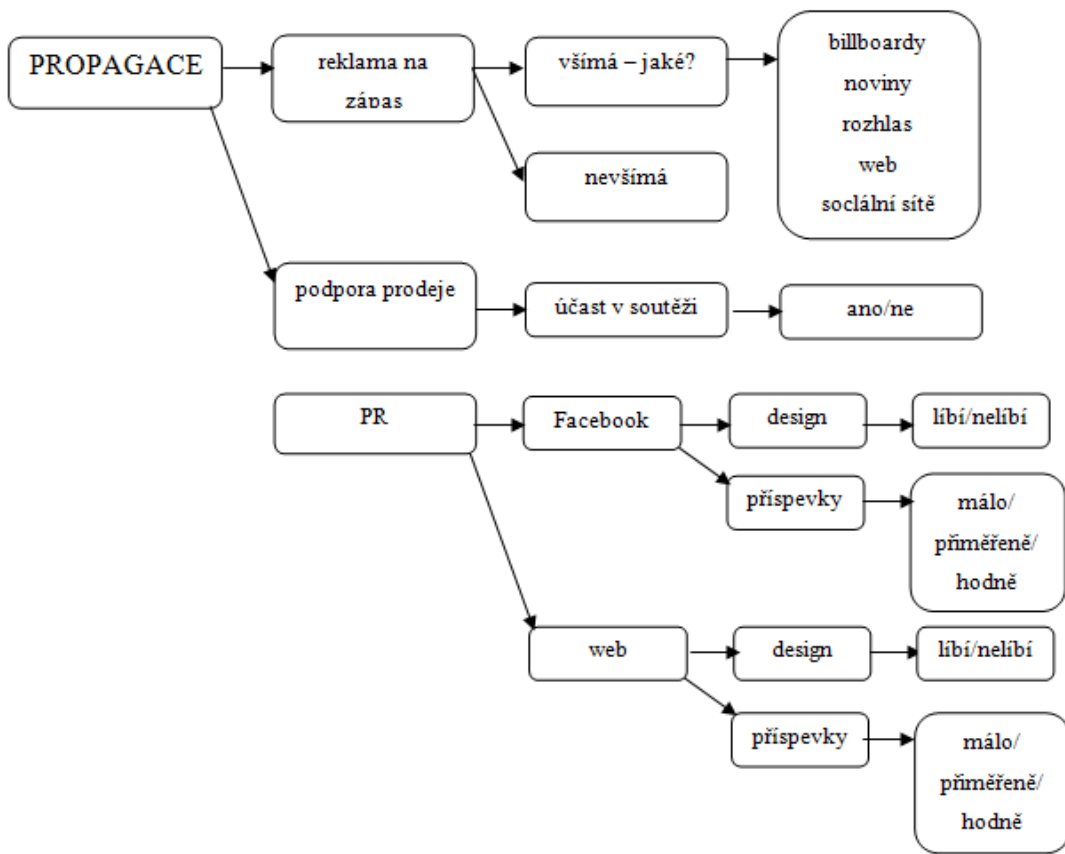 PROPAGACE
reklama na
zápas
všímá – jaké?
billboardy
noviny
rozhlas
web
soclální sítě
nevšímá
podpora prodeje
účast v soutěži
ano/ne
PR
Facebook
design
líbí/nelíbí
příspevky
málo/
přiměřeně/
hodně
web
design
líbí/nelíbí
příspevky
málo/
přiměřeně/
hodně